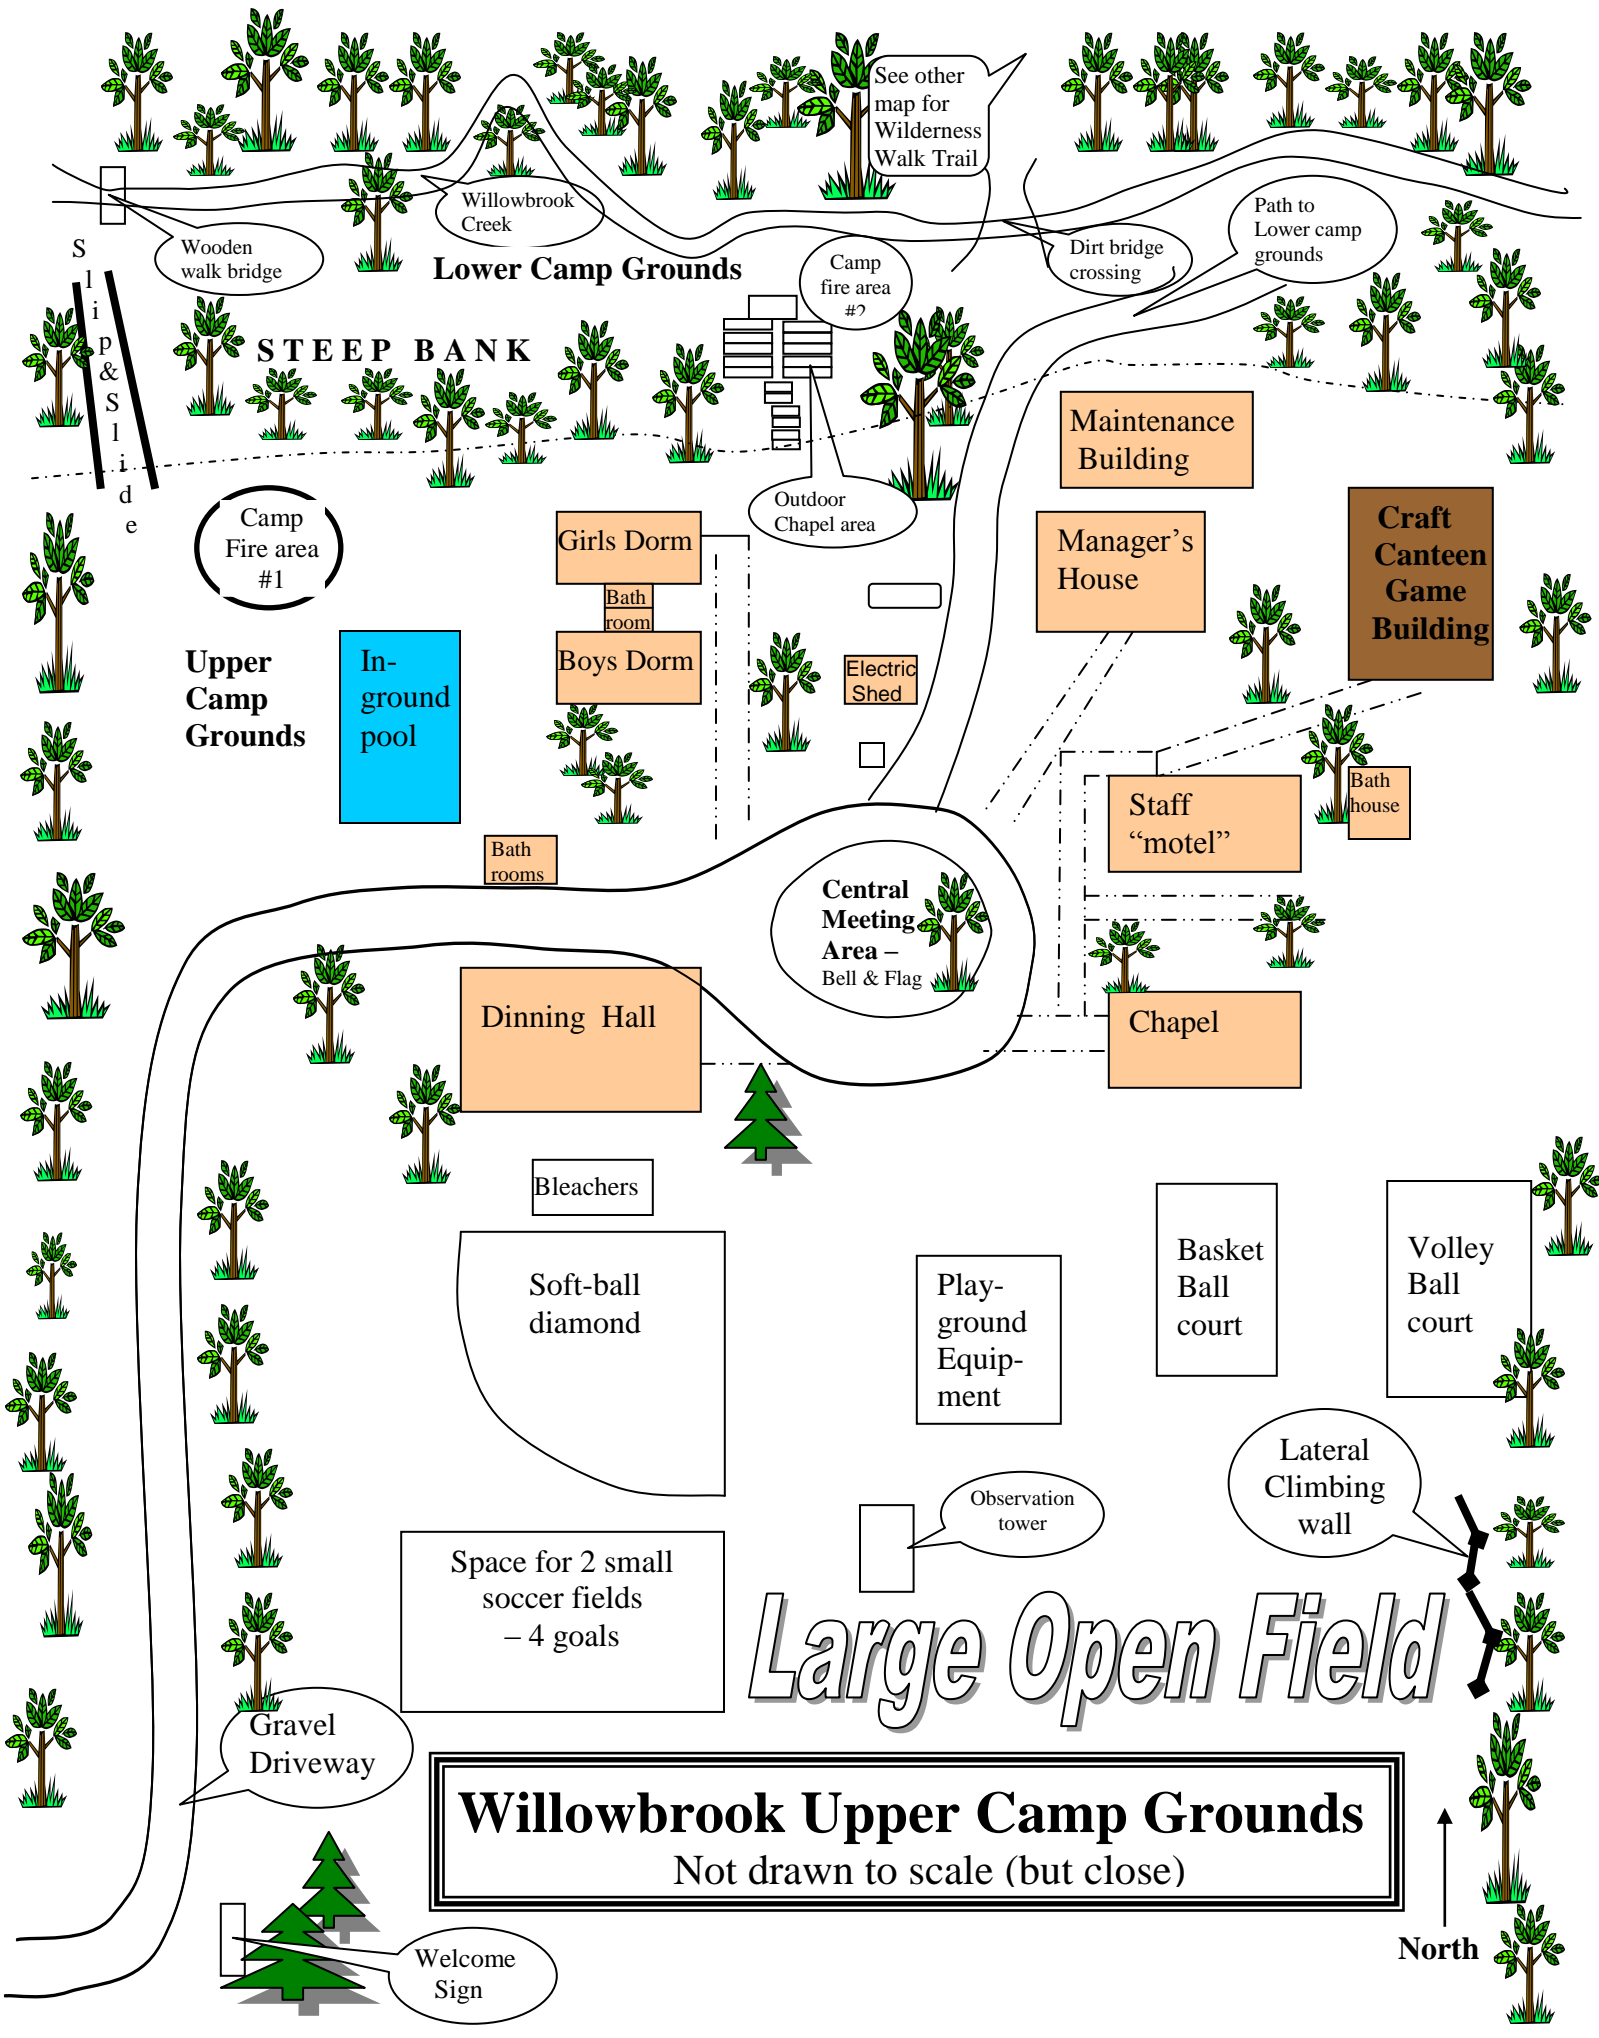 See other
map for
Wilderness
Walk Trail
Willowbrook
Creek
Path to
Lower camp
grounds
Wooden
walk bridge
Dirt bridge
crossing
Lower Camp Grounds
Camp
fire area
#2
Slip & Slide
STEEP BANK
Maintenance
Building
Outdoor
Chapel area
Camp
Fire area
#1
Girls Dorm
Bath
room
Boys Dorm
Manager's
House
Craft
Canteen
Game
Building
Upper
Camp
Grounds
In-
ground
pool
Electric
Shed
Staff
“motel”
Bath
house
Bath
rooms
Central
Meeting
Area –
Bell & Flag
Dinning Hall
Chapel
Bleachers
Soft-ball
diamond
Play-
ground
Equip-
ment
Basket
Ball
court
Volley
Ball
court
Lateral
Climbing
wall
Observation
tower
Space for 2 small
soccer fields
– 4 goals
Large Open Field
Gravel
Driveway
Willowbrook Upper Camp Grounds
Not drawn to scale (but close)
North
Welcome
Sign